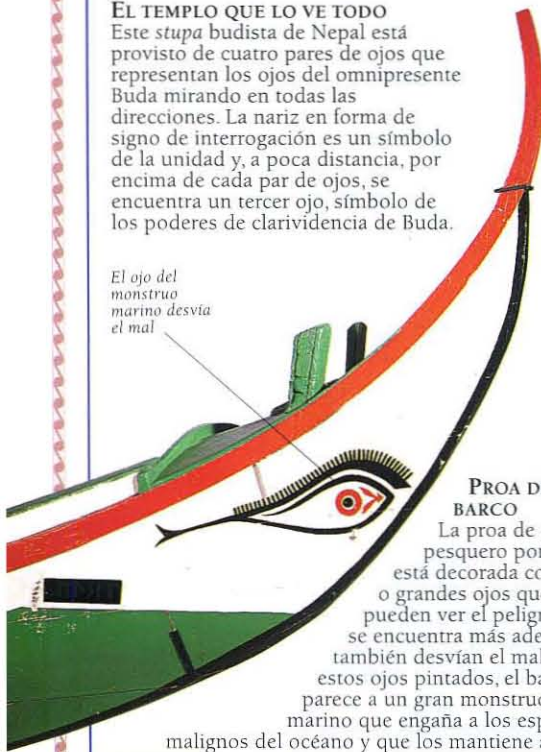 EL TEMPLO QUE LO VE TODO
Este stupa budista de Nepal está
provisto de cuatro pares de ojos que
representan los ojos del omnipresente
Buda mirando en todas las
direcciones. La nariz en forma de
signo de interrogación es un símbolo
de la unidad y, a poca distancia, por
encima de cada par de ojos, se
encuentra un tercer ojo, símbolo de
los poderes de clarividencia de Buda.
El ojo del
monstruo
marino desvía
el mal
PROA D
BARCO
La proa de
pesquero por
está decorada co
o grandes ojos qu
pueden ver el peligr
se encuentra más ade
también desvían el mal
estos ojos pintados, el ba
parece a un gran monstruo
marino que engaña a los esp
malignos del océano y que los mantiene a